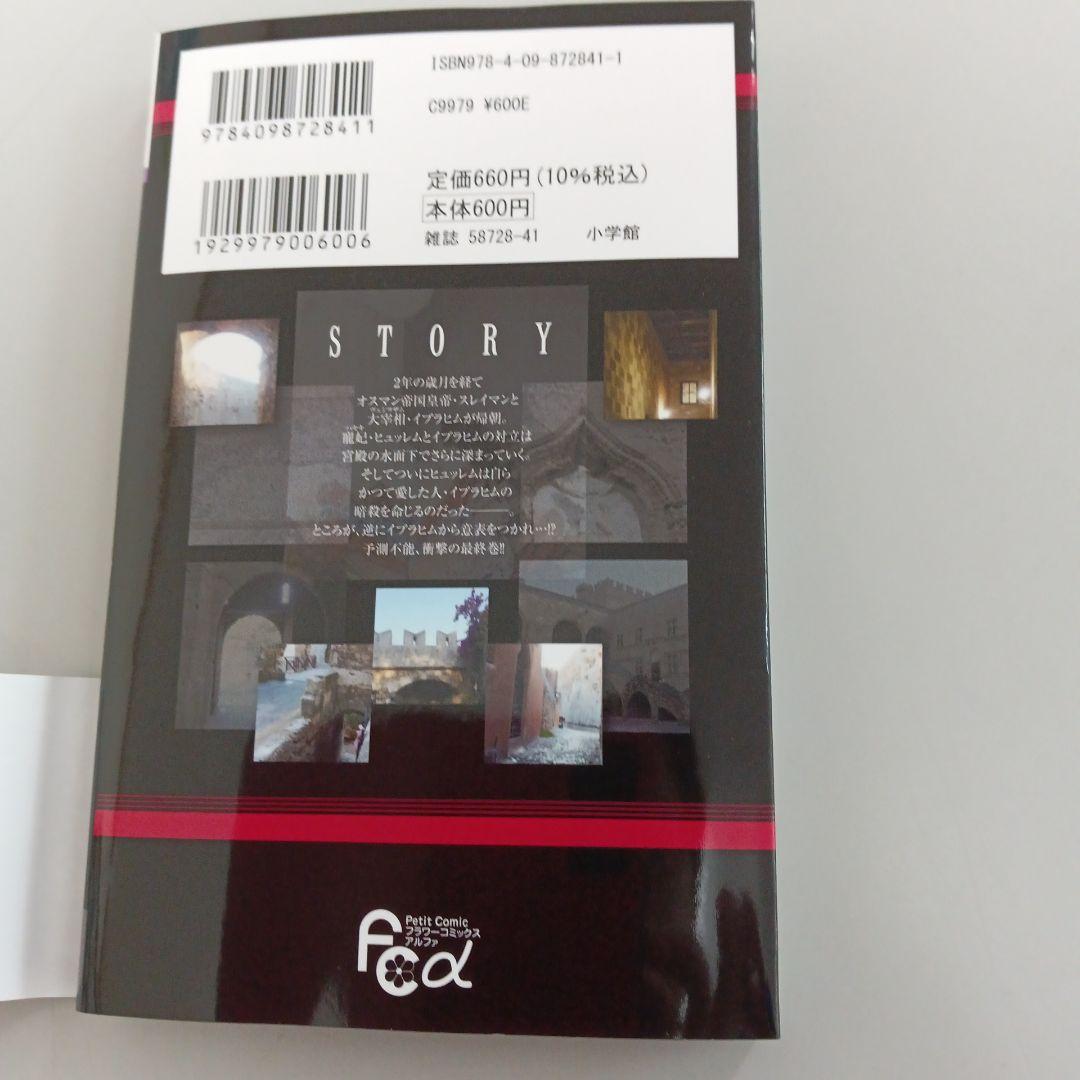 ISBN978-4-09-872841-1
9784098728411
C9979 ¥600E
定価660円(10%税込)
本体600円
1929979006006
雑誌 58728-41 小学館
STORY
2年の歳月を経て
オスマン帝国皇帝・スレイマンと
大宰相・イブラヒムが帰朝。
寵妃・ヒュッレムとイブラヒムの対立は
宮殿の水面下でさらに深まっていく。
そしてついにヒュッレムは自ら
かつて愛した人・イブラヒムの
暗殺を命じるのだった――。
ところが、逆にイブラヒムから意表をつかれ…!?
予測不能、衝撃の最終巻!!
Petit Comic
フラワーコミックス
アルファ
FCα